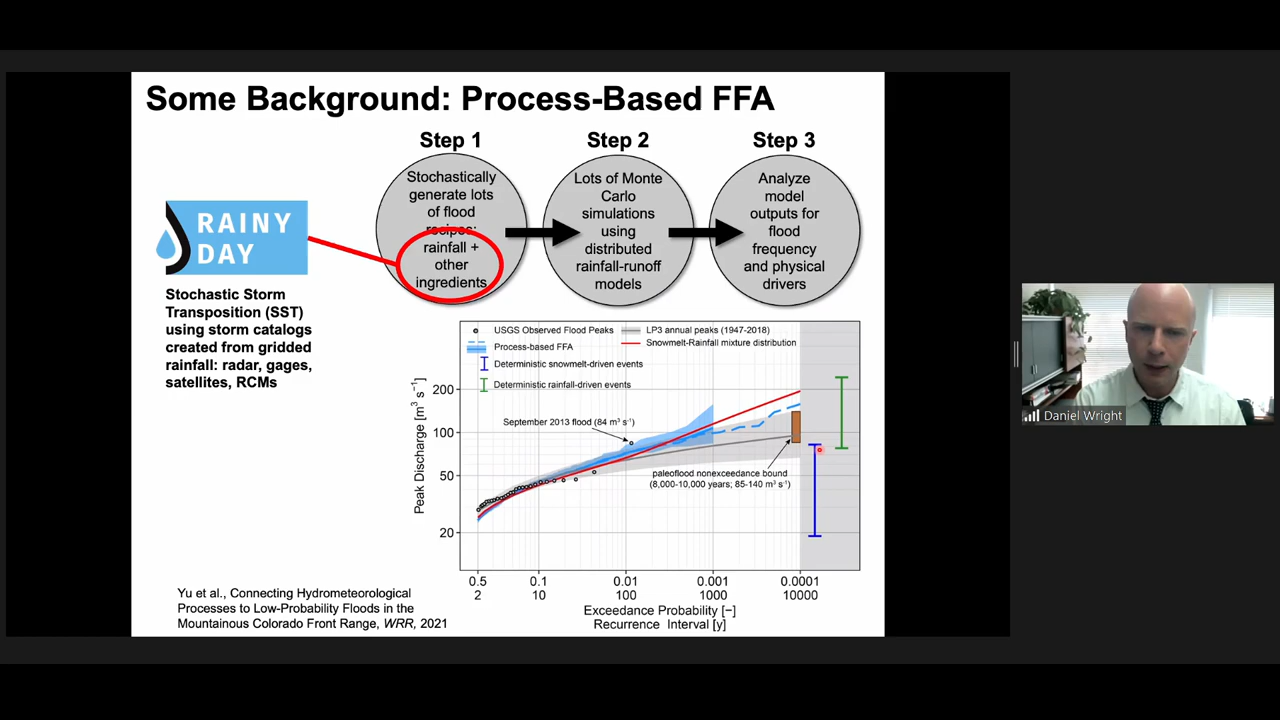 Some Background: Process-Based FFA
Step 1
Step 2
Step 3
Stochastically
generate lots
of flood
recipes:
rainfall +
other
ingredients
Lots of Monte
Carlo
simulations
using
distributed
rainfall-runoff
models
Analyze
model
outputs for
flood
frequency
and physical
drivers
RAINY
DAY
Stochastic Storm
Transposition (SST)
using storm catalogs
created from gridded
rainfall: radar, gages,
satellites, RCMs
USGS Observed Flood Peaks
Process-based FFA
Deterministic snowmelt-driven events
Deterministic rainfall-driven events
LP3 annual peaks (1947-2018)
Snowmelt-Rainfall mixture distribution
Peak Discharge [m³ s⁻¹]
200
100
50
20
September 2013 flood (84 m³ s⁻¹)
paleoflood nonexceedance bound
(8,000-10,000 years; 85-140 m³ s⁻¹)
0.5 0.1 0.01 0.001 0.0001
2 10 100 1000 10000
Exceedance Probability [−]
Recurrence Interval [y]
Yu et al., Connecting Hydrometeorological
Processes to Low-Probability Floods in the
Mountainous Colorado Front Range, WRR, 2021
Daniel Wright